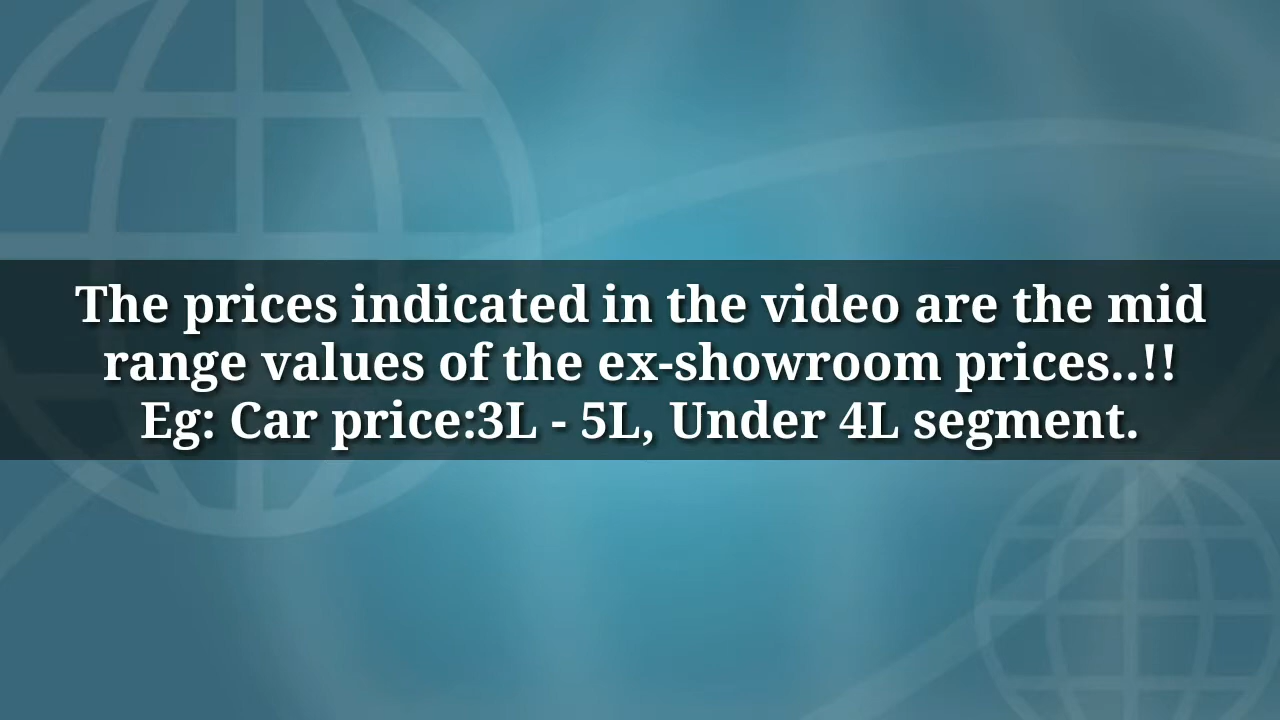 The prices indicated in the video are the mid
range values of the ex-showroom prices..!!
Eg: Car price:3L - 5L, Under 4L segment.